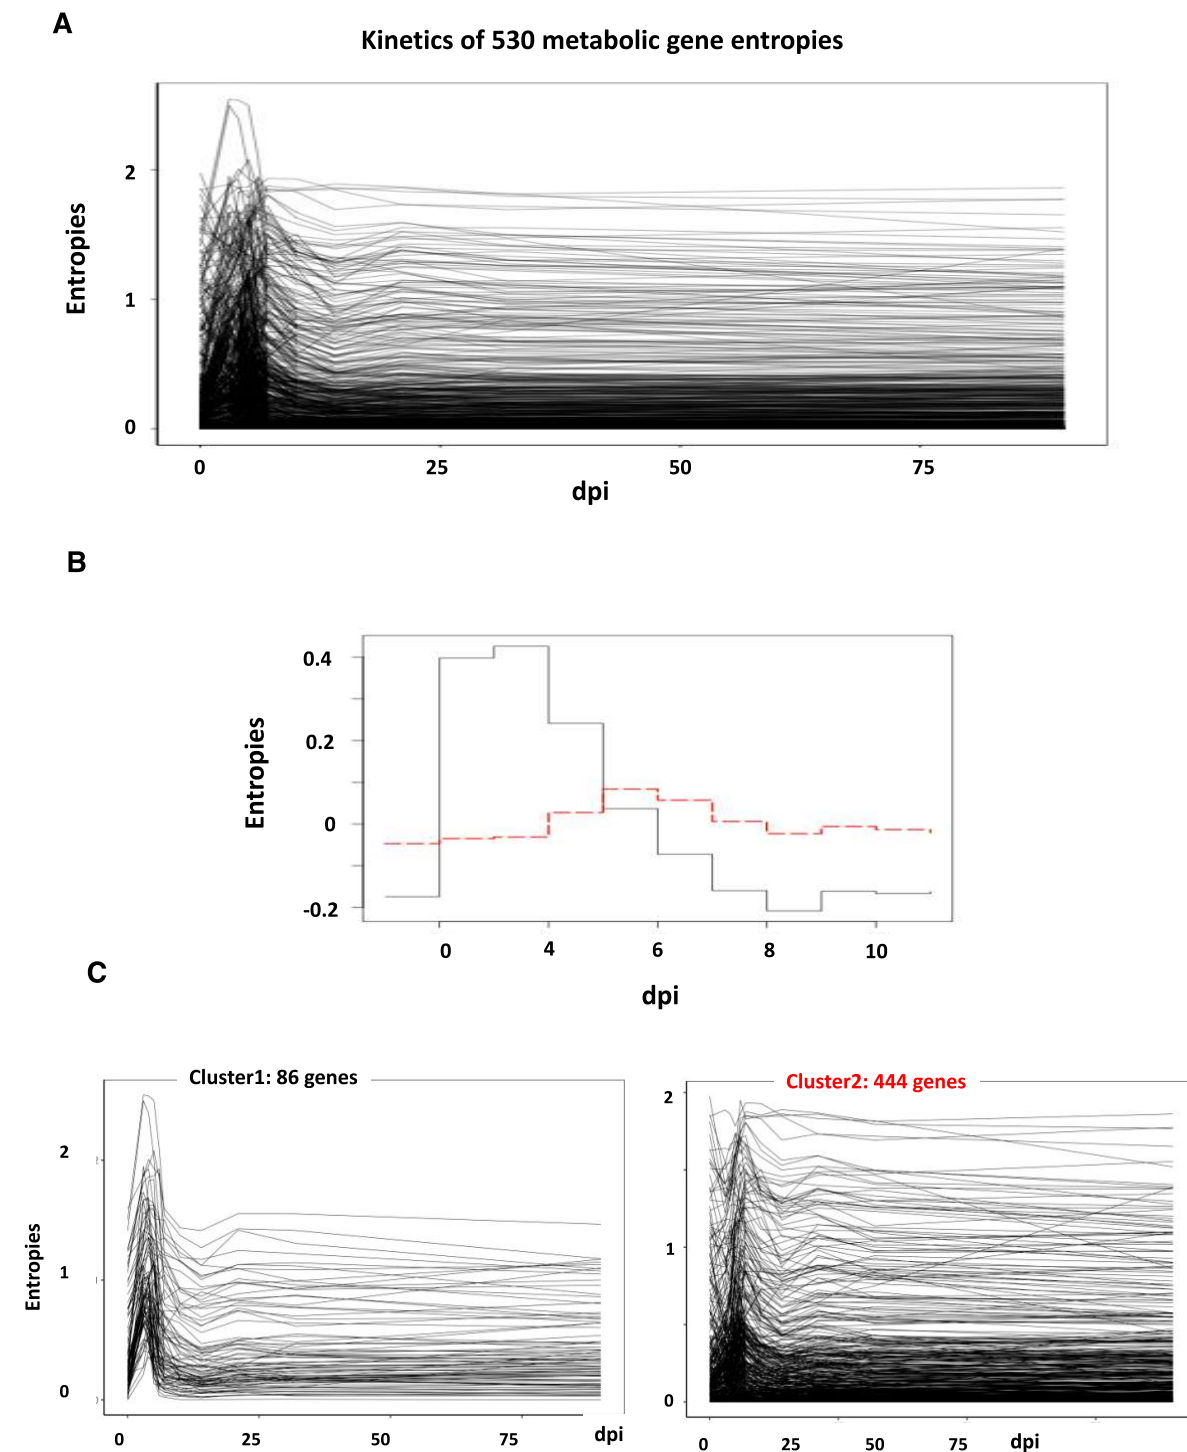 A
Kinetics of 530 metabolic gene entropies
Entropies
2
1
0
0 25 50 75
dpi
B
Entropies
0.4
0.2
0
-0.2
0 4 6 8 10
dpi
C
Cluster1: 86 genes
Entropies
2
1
0
0 25 50 75 dpi
Cluster2: 444 genes
2
1
0
0 25 50 75 dpi